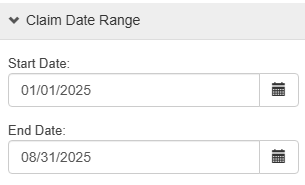 Claim Date Range
Start Date:
01/01/2025
End Date:
08/31/2025